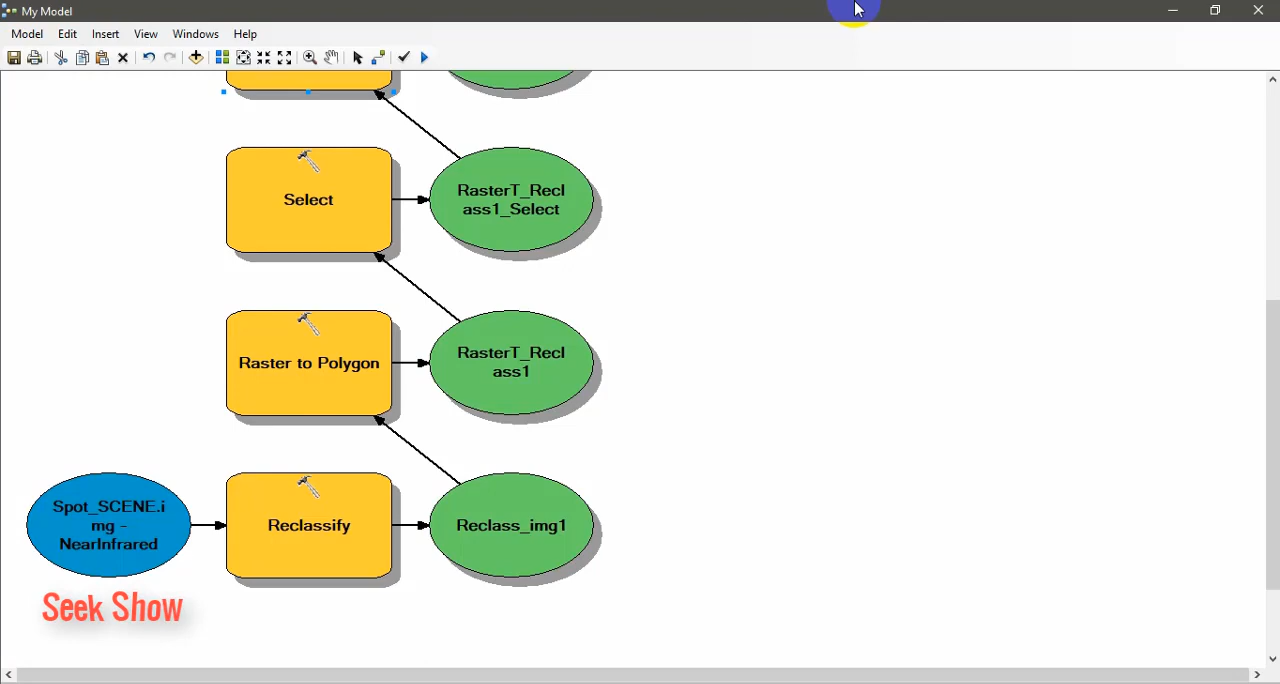 My Model
Model Edit Insert View Windows Help
Select
RasterT_Recl
ass1_Select
Raster to Polygon
RasterT_Recl
ass1
Spot_SCENE.i
mg -
NearInfrared
Reclassify
Reclass_img1
Seek Show